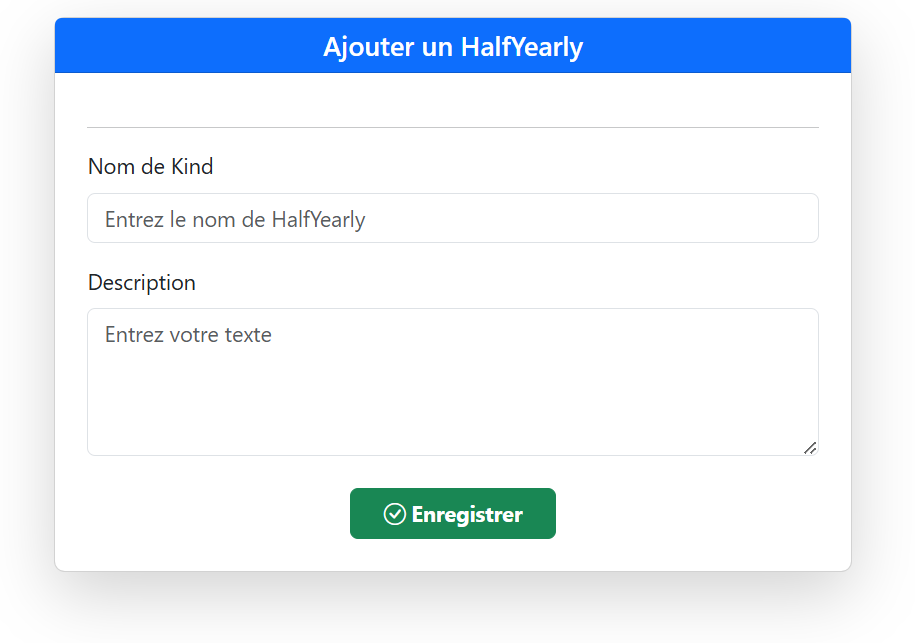 Ajouter un HalfYearly
Nom de Kind
Entrez le nom de HalfYearly
Description
Entrez votre texte
Enregistrer